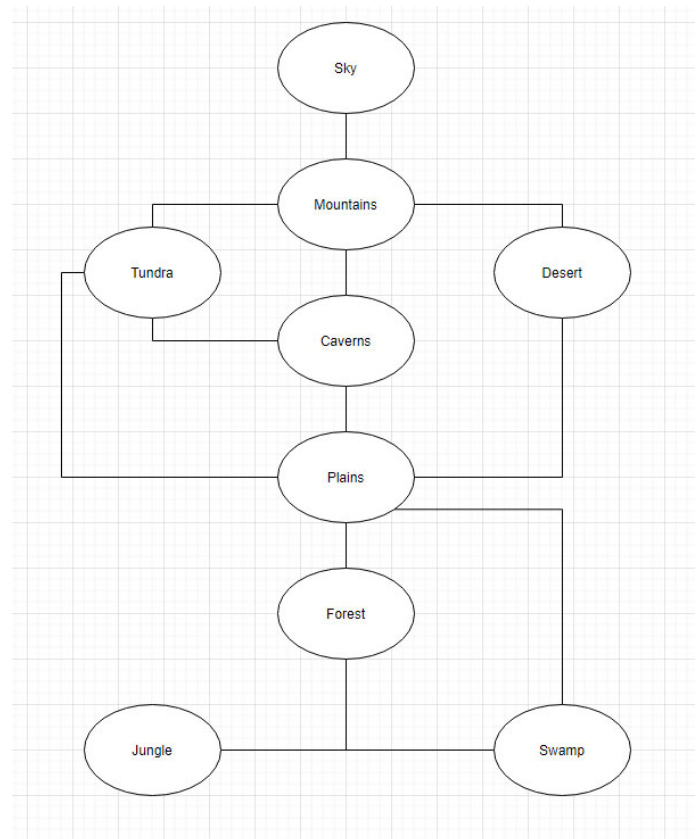 Sky
Mountains
Tundra
Desert
Caverns
Plains
Forest
Jungle
Swamp